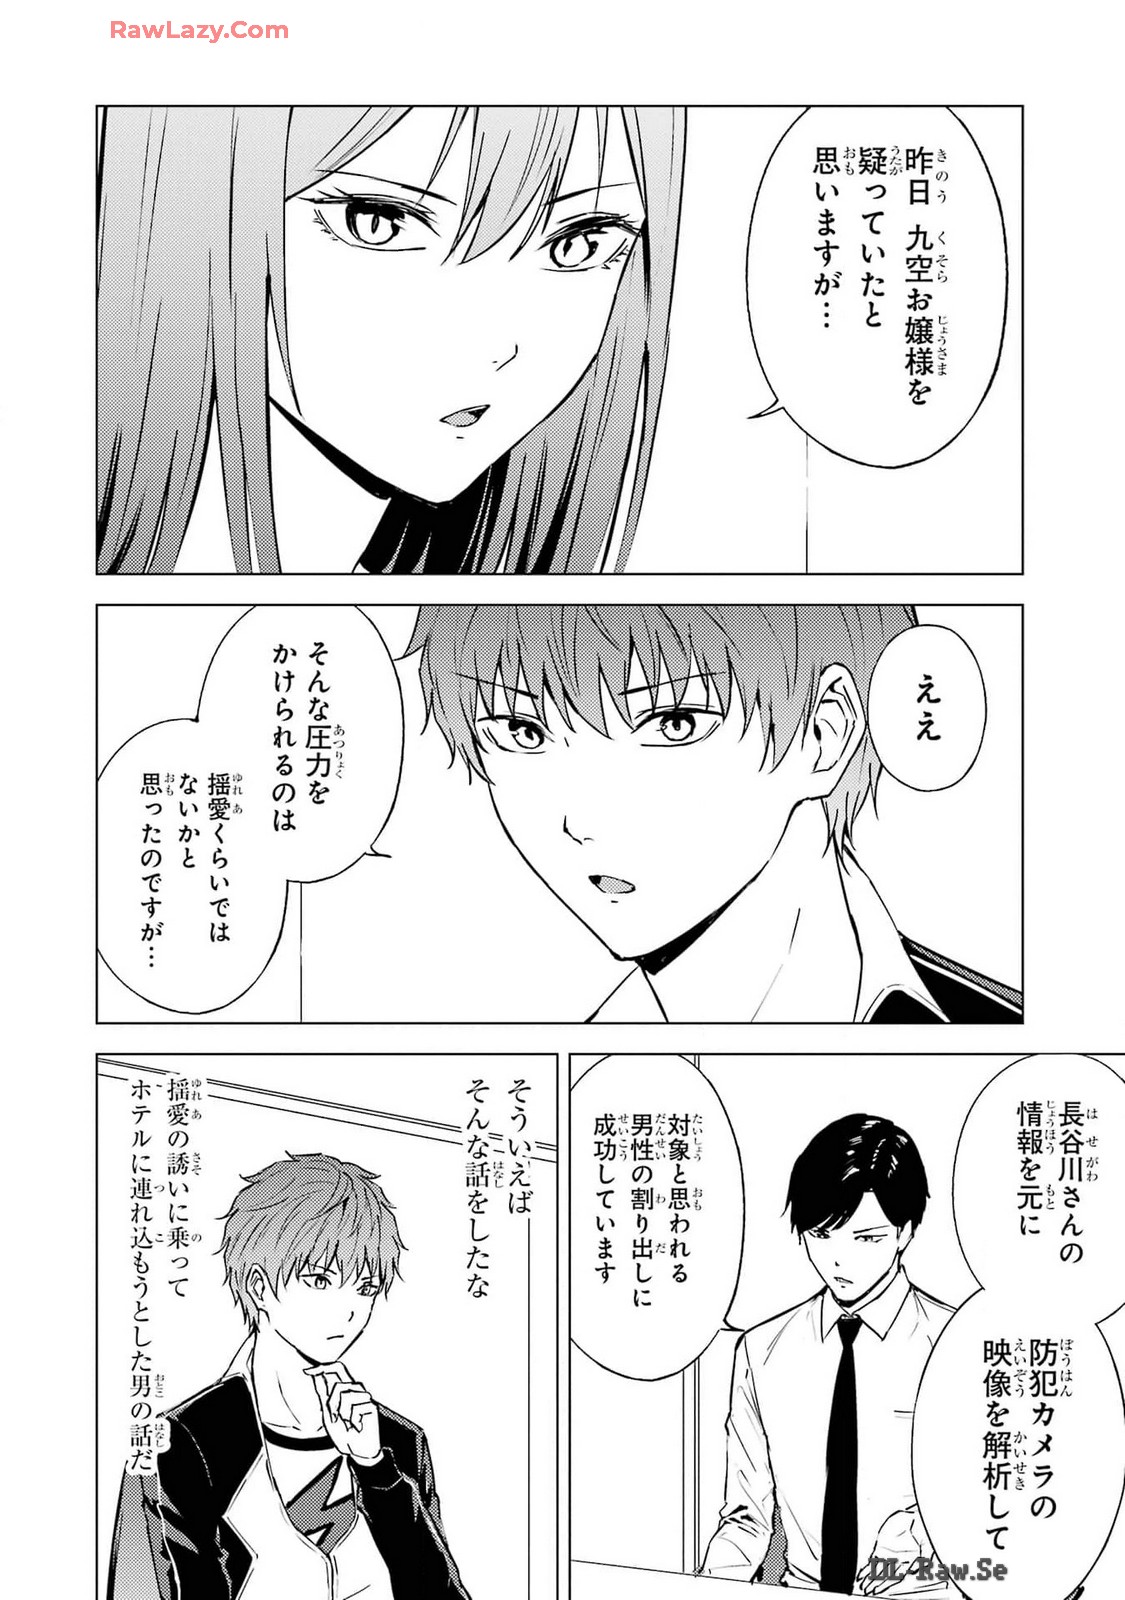 RawLazy.Com
昨日 九空お嬢様を
疑っていたと
思いますが…
ええ
そんな圧力を
かけられるのは
揺愛くらいでは
ないかと
思ったのですが…
長谷川さんの
情報を元に
防犯カメラの
映像を解析して
対象と思われる
男性の割り出しに
成功しています
そういえば
そんな話をしたな
揺愛の誘いに乗って
ホテルに連れ込もうとした男の話だ
DL-Raw.Se